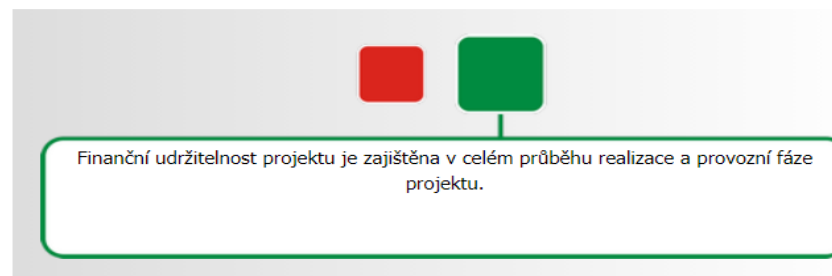 Finanční udržitelnost projektu je zajištěna v celém průběhu realizace a provozní fáze
projektu.